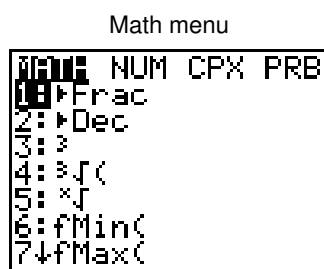 Math menu
MATH NUM CPX PRB
1:▸Frac
2:▸Dec
3:³
4:³√(
5:ˣ√
6:fMin(
7↓fMax(